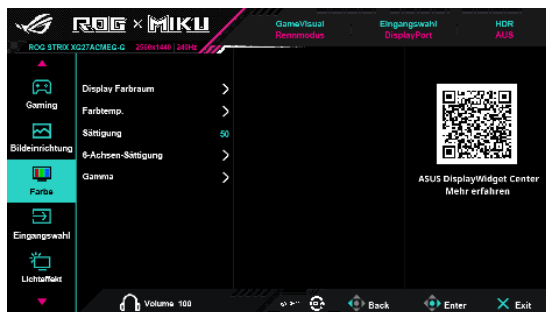 ROG × MIKU
GameVisual
Rennmodus
Eingangswahl
DisplayPort
HDR
AUS
ROG STRIX XG27ACMEG-G 2560x1440 | 241Hz
Gaming
Bildeinrichtung
Farbe
Eingangswahl
Lichteffekt
Display Farbraum
Farbtemp.
Sättigung 50
6-Achsen-Sättigung
Gamma
ASUS DisplayWidget Center
Mehr erfahren
Volume 100
Back
Enter
Exit